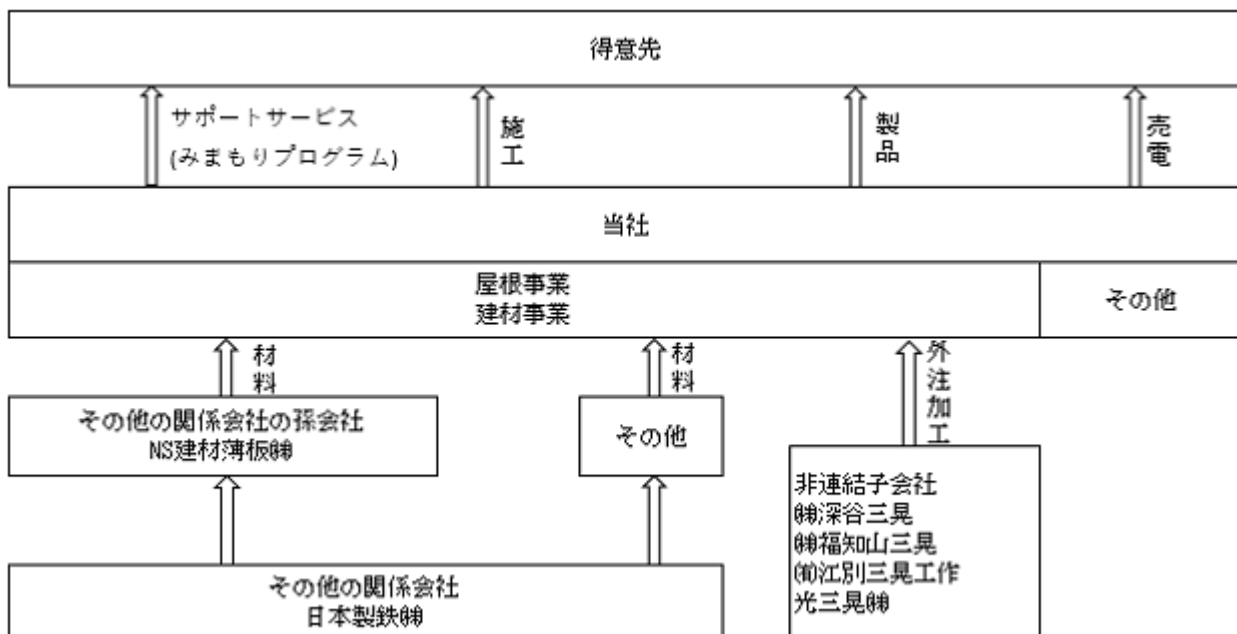 得意先
サポートサービス
(みまもりプログラム)
施工
製品
売電
当社
屋根事業
建材事業
その他
材料
材料
外注加工
その他の関係会社の孫会社
NS建材薄板㈱
その他
非連結子会社
㈱深谷三晃
㈱福知山三晃
㈲江別三晃工作
光三晃㈱
その他の関係会社
日本製鉄㈱